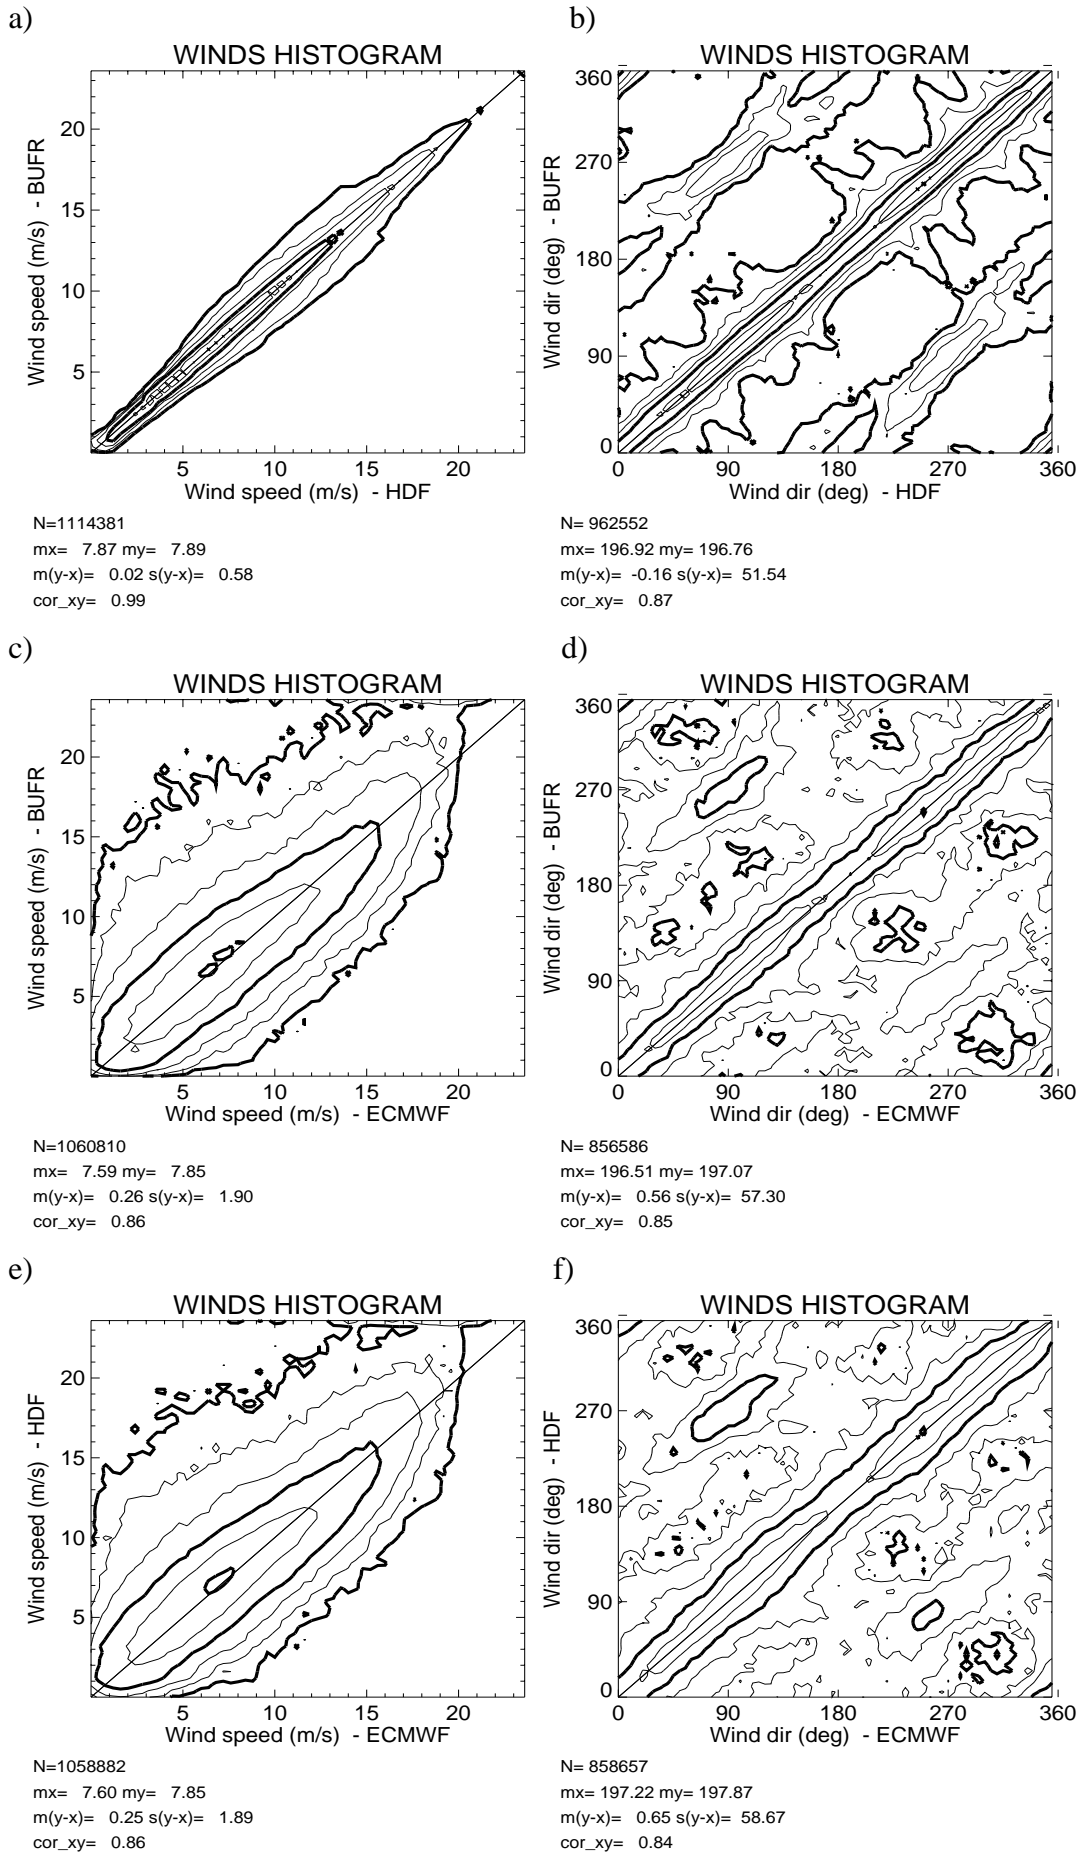 a)
WINDS HISTOGRAM
Wind speed (m/s) - BUFR
20
15
10
5
5 10 15 20
Wind speed (m/s) - HDF
N=1114381
mx= 7.87 my= 7.89
m(y-x)= 0.02 s(y-x)= 0.58
cor_xy= 0.99
b)
WINDS HISTOGRAM
Wind dir (deg) - BUFR
360
270
180
90
0
0 90 180 270 360
Wind dir (deg) - HDF
N= 962552
mx= 196.92 my= 196.76
m(y-x)= -0.16 s(y-x)= 51.54
cor_xy= 0.87
c)
WINDS HISTOGRAM
Wind speed (m/s) - BUFR
20
15
10
5
5 10 15 20
Wind speed (m/s) - ECMWF
N=1060810
mx= 7.59 my= 7.85
m(y-x)= 0.26 s(y-x)= 1.90
cor_xy= 0.86
d)
WINDS HISTOGRAM
Wind dir (deg) - BUFR
360
270
180
90
0
0 90 180 270 360
Wind dir (deg) - ECMWF
N= 856586
mx= 196.51 my= 197.07
m(y-x)= 0.56 s(y-x)= 57.30
cor_xy= 0.85
e)
WINDS HISTOGRAM
Wind speed (m/s) - HDF
20
15
10
5
5 10 15 20
Wind speed (m/s) - ECMWF
N=1058882
mx= 7.60 my= 7.85
m(y-x)= 0.25 s(y-x)= 1.89
cor_xy= 0.86
f)
WINDS HISTOGRAM
Wind dir (deg) - HDF
360
270
180
90
0
0 90 180 270 360
Wind dir (deg) - ECMWF
N= 858657
mx= 197.22 my= 197.87
m(y-x)= 0.65 s(y-x)= 58.67
cor_xy= 0.84